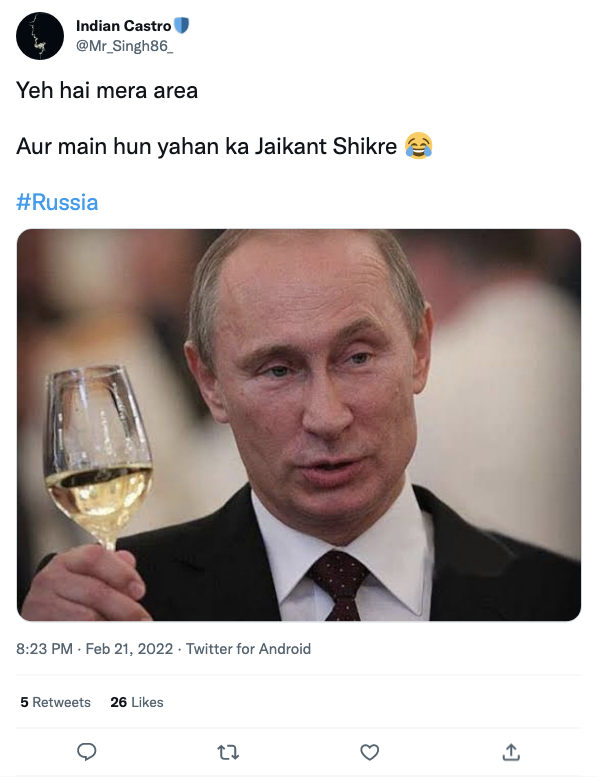 Indian Castro
@Mr_Singh86_
Yeh hai mera area
Aur main hun yahan ka Jaikant Shikre 😂
#Russia
8:23 PM · Feb 21, 2022 · Twitter for Android
5 Retweets 26 Likes